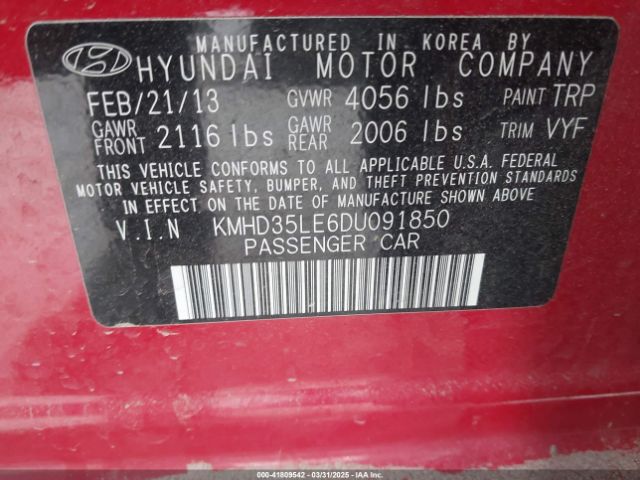 MANUFACTURED IN KOREA BY
HYUNDAI MOTOR COMPANY
FEB/21/13 GVWR 4056 lbs PAINT TRP
GAWR FRONT 2116 lbs GAWR REAR 2006 lbs TRIM VYF
THIS VEHICLE CONFORMS TO ALL APPLICABLE U.S.A. FEDERAL
MOTOR VEHICLE SAFETY, BUMPER, AND THEFT PREVENTION
STANDARDS IN EFFECT ON THE DATE OF MANUFACTURE SHOWN ABOVE
V.I.N KMHD35LE6DU091850
PASSENGER CAR
000-41809542 - 03/31/2025 - IAAI Inc.